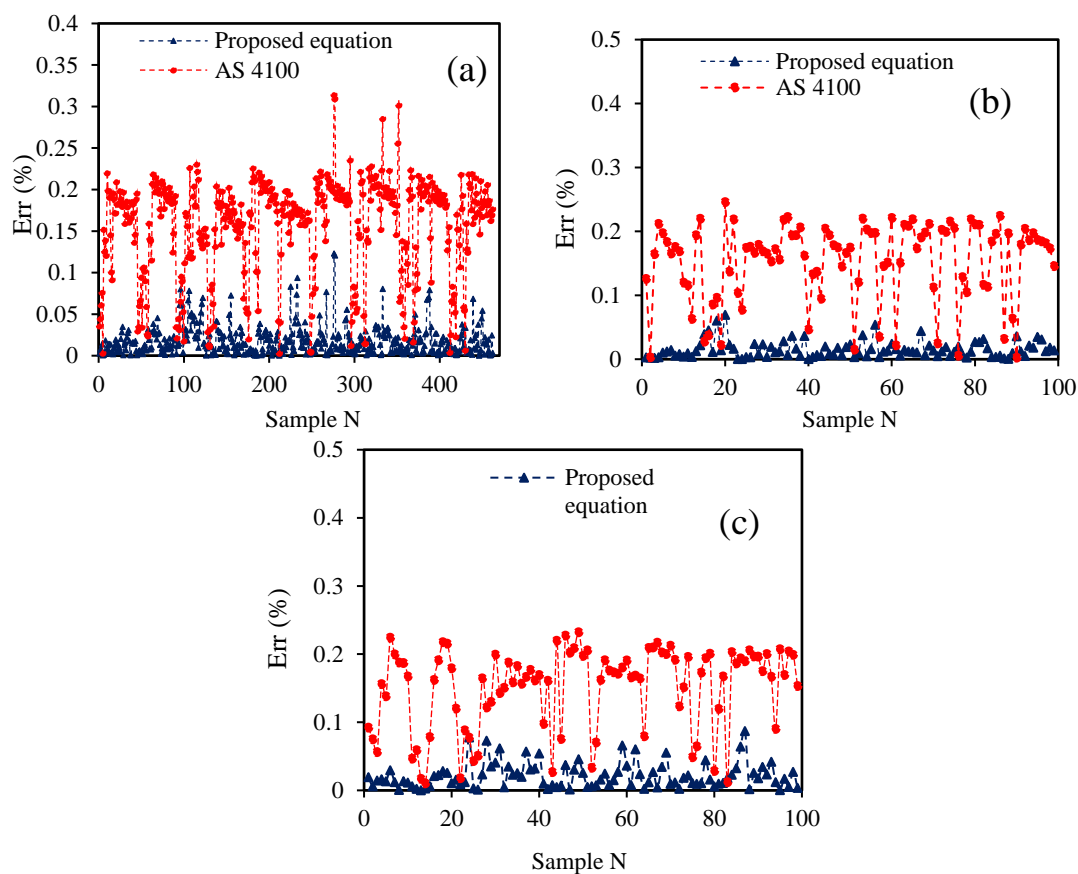 0.4
0.35
0.3
0.25
0.2
0.15
0.1
0.05
0
Err (%)
Proposed equation
AS 4100
(a)
0
100
200
300
400
Sample N
0.5
0.4
0.3
0.2
0.1
0
Err (%)
Proposed equation
AS 4100
(b)
0
20
40
60
80
100
Sample N
0.5
0.4
0.3
0.2
0.1
0
Err (%)
Proposed
equation
(c)
0
20
40
60
80
100
Sample N